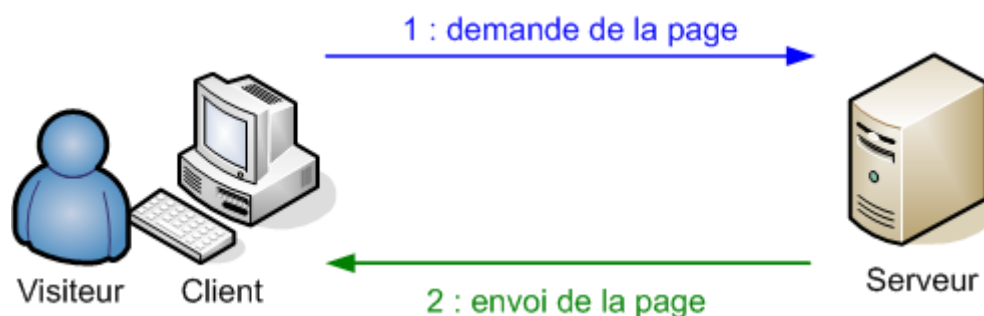 1 : demande de la page
Visiteur
Client
Serveur
2 : envoi de la page